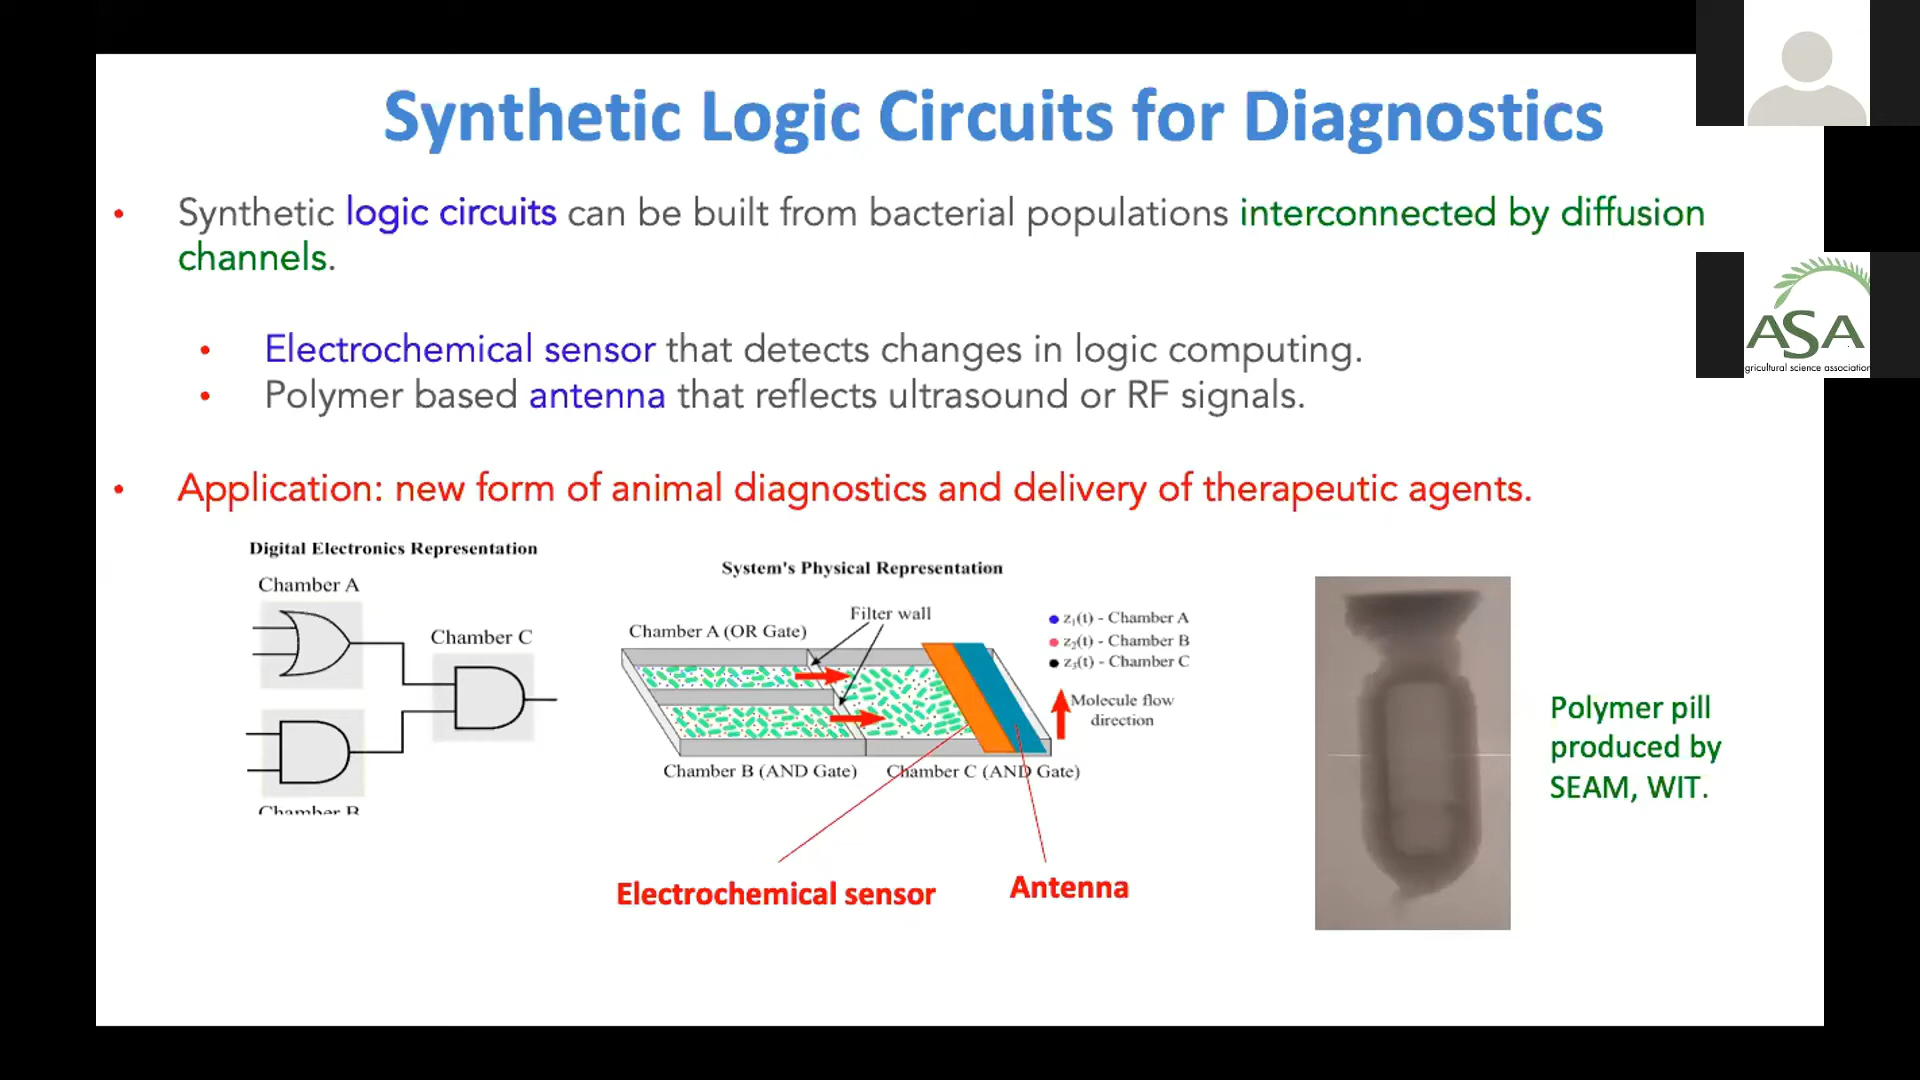 Synthetic Logic Circuits for Diagnostics
• Synthetic logic circuits can be built from bacterial populations interconnected by diffusion
channels.
• Electrochemical sensor that detects changes in logic computing.
• Polymer based antenna that reflects ultrasound or RF signals.
• Application: new form of animal diagnostics and delivery of therapeutic agents.
Digital Electronics Representation
Chamber A
Chamber C
Chamber B
System's Physical Representation
Filter wall
Chamber A (OR Gate)
z₁(t) - Chamber A
z₂(t) - Chamber B
z₃(t) - Chamber C
Molecule flow
direction
Chamber B (AND Gate)
Chamber C (AND Gate)
Electrochemical sensor
Antenna
Polymer pill
produced by
SEAM, WIT.
ASA
gricultural science association